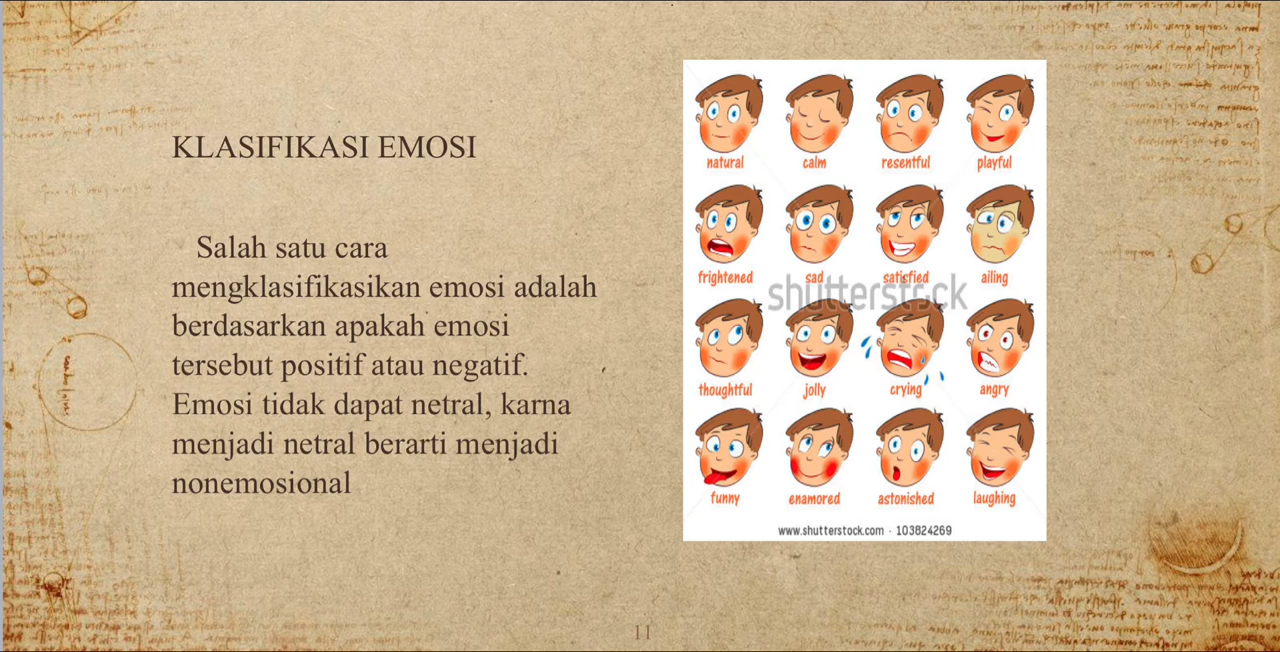 KLASIFIKASI EMOSI
Salah satu cara
mengklasifikasikan emosi adalah
berdasarkan apakah emosi
tersebut positif atau negatif.
Emosi tidak dapat netral, karna
menjadi netral berarti menjadi
nonemosional
natural calm resentful playful
frightened sad satisfied ailing
shutterstock
thoughtful jolly crying angry
funny enamored astonished laughing
www.shutterstock.com · 103824269
11